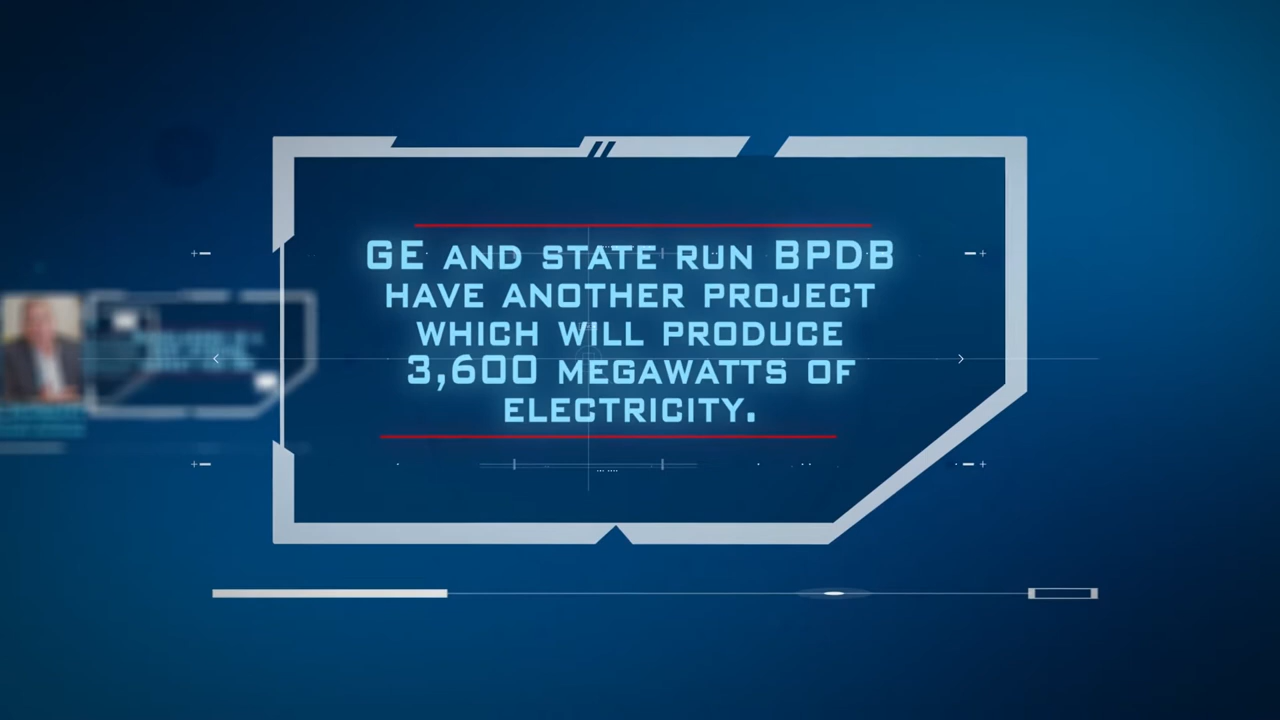 GE AND STATE RUN BPDB
HAVE ANOTHER PROJECT
WHICH WILL PRODUCE
3,600 MEGAWATTS OF
ELECTRICITY.